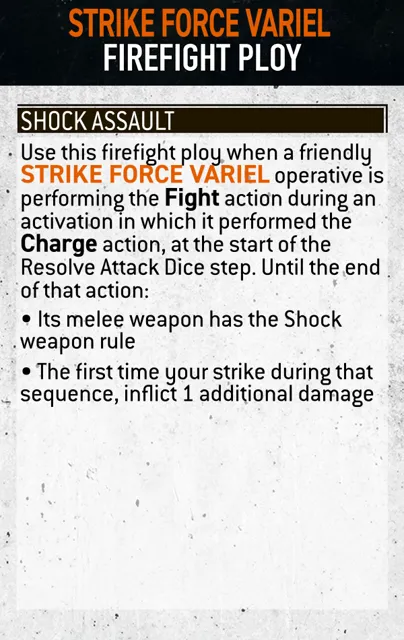 STRIKE FORCE VARIEL
FIREFIGHT PLOY
SHOCK ASSAULT
Use this firefight ploy when a friendly
STRIKE FORCE VARIEL operative is
performing the Fight action during an
activation in which it performed the
Charge action, at the start of the
Resolve Attack Dice step. Until the end
of that action:
• Its melee weapon has the Shock
weapon rule
• The first time your strike during that
sequence, inflict 1 additional damage